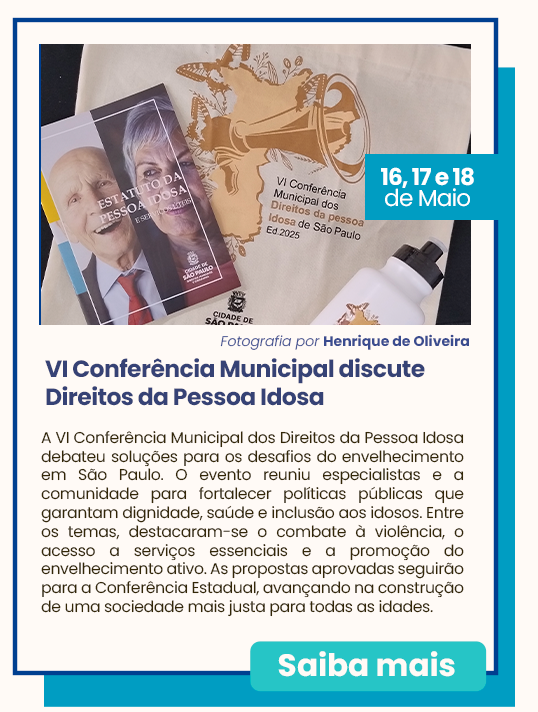 ESTATUTO DA
PESSOA IDOSA
CIDADE DE
SÃO PAULO
VI Conferência
Municipal dos
Direitos da pessoa
idosa de São Paulo
Ed.2025
CIDADE DE
SÃO PAULO
16, 17 e 18
de Maio
Fotografia por Henrique de Oliveira
VI Conferência Municipal discute
Direitos da Pessoa Idosa
A VI Conferência Municipal dos Direitos da Pessoa Idosa
debateu soluções para os desafios do envelhecimento
em São Paulo. O evento reuniu especialistas e a
comunidade para fortalecer políticas públicas que
garantam dignidade, saúde e inclusão aos idosos. Entre
os temas, destacaram-se o combate à violência, o
acesso a serviços essenciais e a promoção do
envelhecimento ativo. As propostas aprovadas seguirão
para a Conferência Estadual, avançando na construção
de uma sociedade mais justa para todas as idades.
Saiba mais